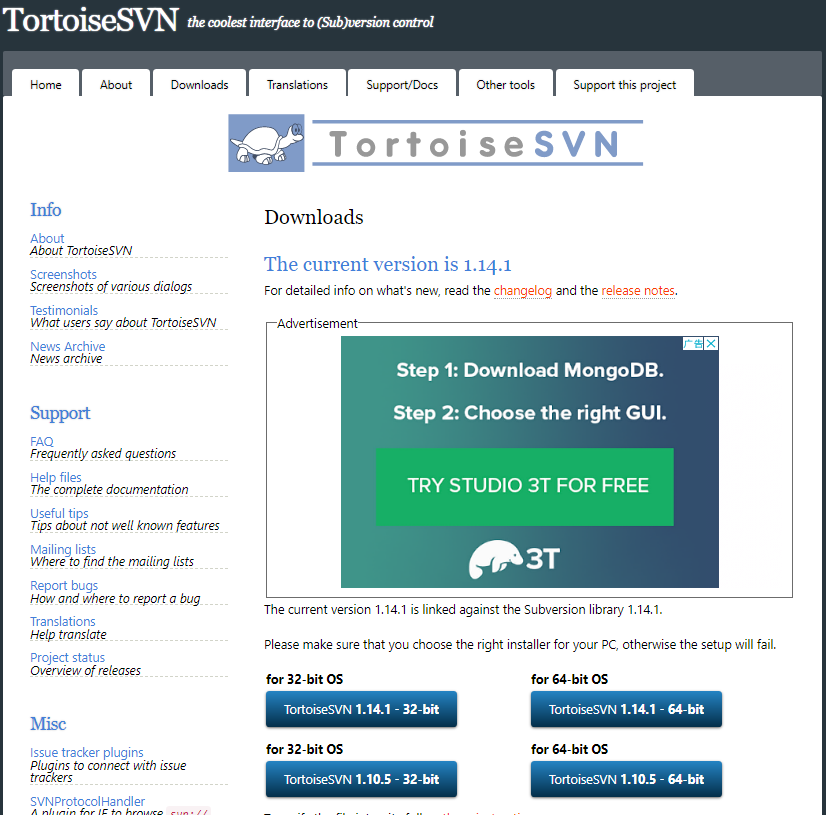 TortoiseSVN the coolest interface to (Sub)version control
Home
About
Downloads
Translations
Support/Docs
Other tools
Support this project
TortoiseSVN
Info
About
About TortoiseSVN
Screenshots
Screenshots of various dialogs
Testimonials
What users say about TortoiseSVN
News Archive
News archive
Support
FAQ
Frequently asked questions
Help files
The complete documentation
Useful tips
Tips about not well known features
Mailing lists
Where to find the mailing lists
Report bugs
How and where to report a bug
Translations
Help translate
Project status
Overview of releases
Misc
Issue tracker plugins
Plugins to connect with issue
trackers
SVNProtocolHandler
A plugin for IE to browse svn://
Downloads
The current version is 1.14.1
For detailed info on what's new, read the changelog and the release notes.
Advertisement
广告
Step 1: Download MongoDB.
Step 2: Choose the right GUI.
TRY STUDIO 3T FOR FREE
3T
The current version 1.14.1 is linked against the Subversion library 1.14.1.
Please make sure that you choose the right installer for your PC, otherwise the setup will fail.
for 32-bit OS
for 64-bit OS
TortoiseSVN 1.14.1 - 32-bit
TortoiseSVN 1.14.1 - 64-bit
for 32-bit OS
for 64-bit OS
TortoiseSVN 1.10.5 - 32-bit
TortoiseSVN 1.10.5 - 64-bit